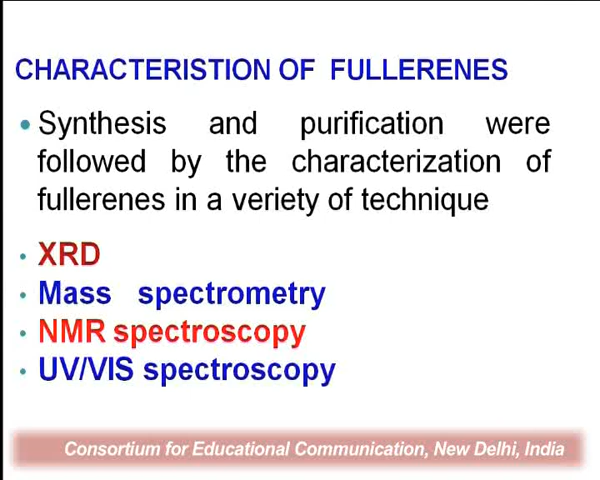 CHARACTERISTION OF FULLERENES
• Synthesis and purification were
followed by the characterization of
fullerenes in a veriety of technique
• XRD
• Mass spectrometry
• NMR spectroscopy
• UV/VIS spectroscopy
Consortium for Educational Communication, New Delhi, India